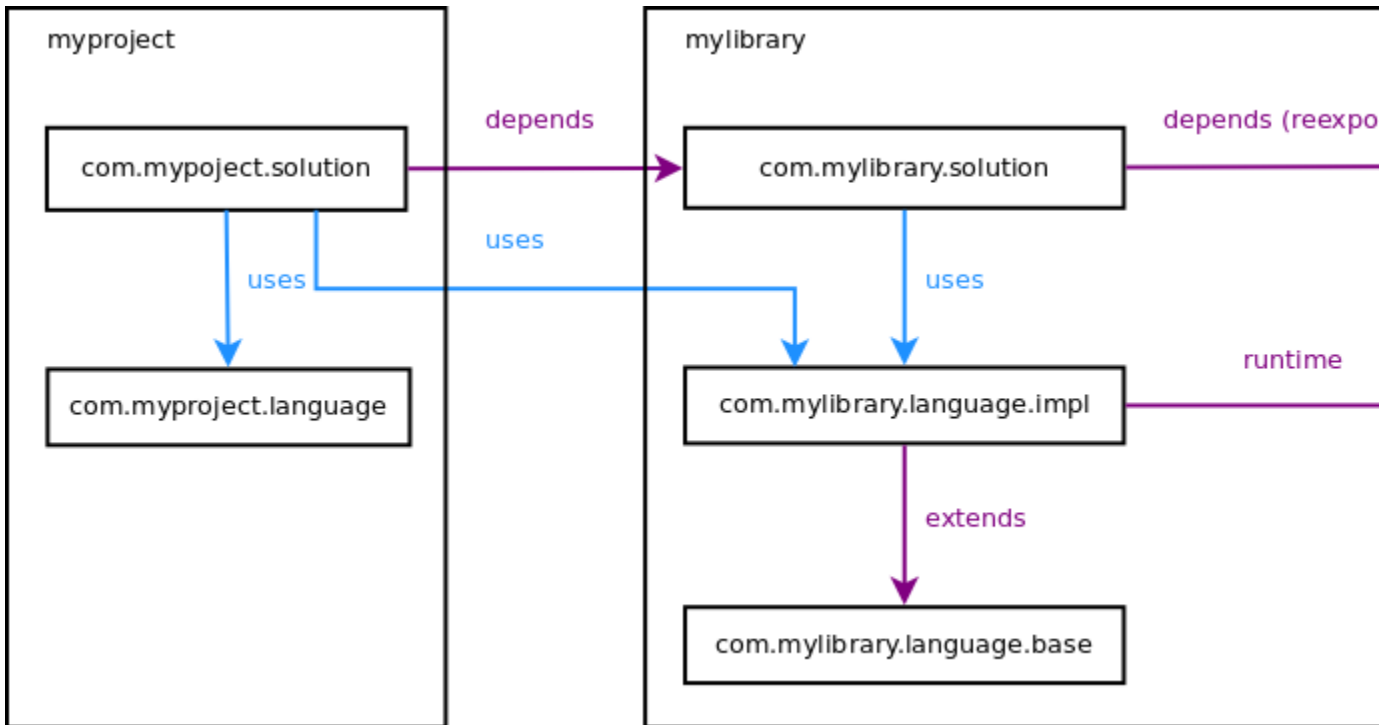 myproject
mylibrary
depends
depends (reexpo
com.mypoject.solution
com.mylibrary.solution
uses
uses
uses
runtime
com.myproject.language
com.mylibrary.language.impl
extends
com.mylibrary.language.base